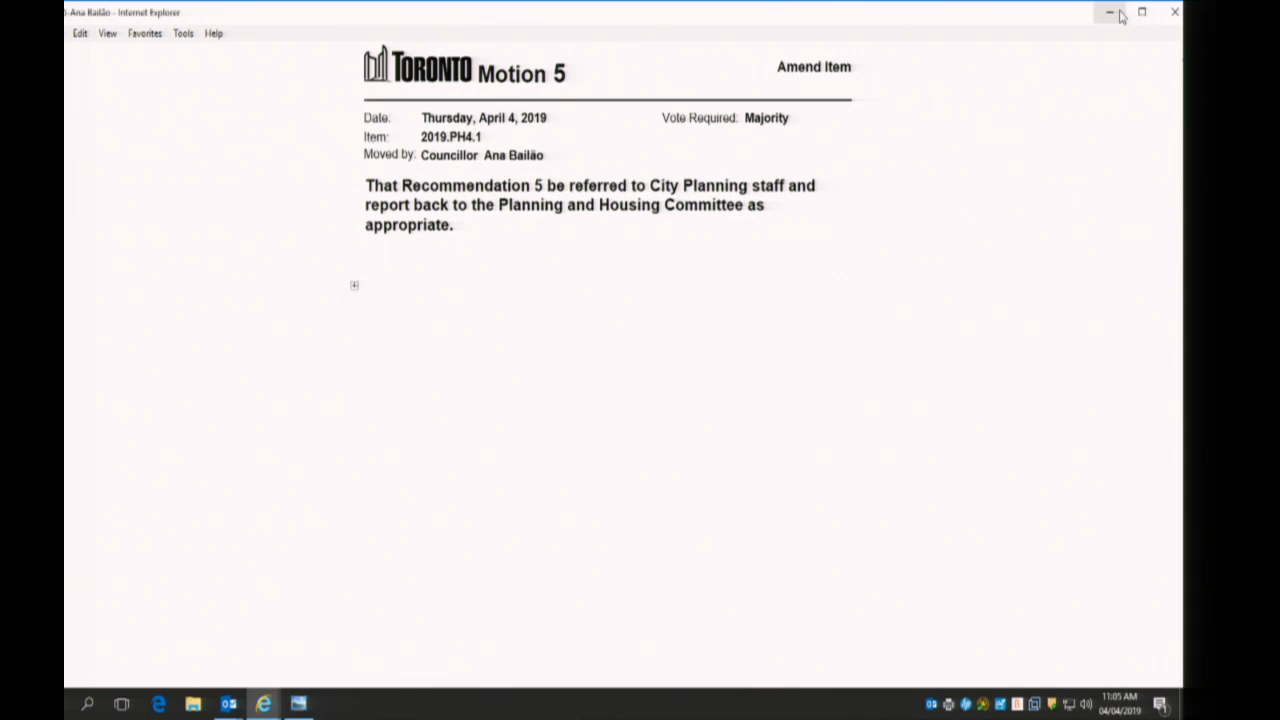 Ana Bailão - Internet Explorer
Edit View Favorites Tools Help
TORONTO Motion 5
Amend Item
Date: Thursday, April 4, 2019
Vote Required: Majority
Item: 2019.PH4.1
Moved by: Councillor Ana Bailão
That Recommendation 5 be referred to City Planning staff and
report back to the Planning and Housing Committee as
appropriate.
11:05 AM
04/04/2019